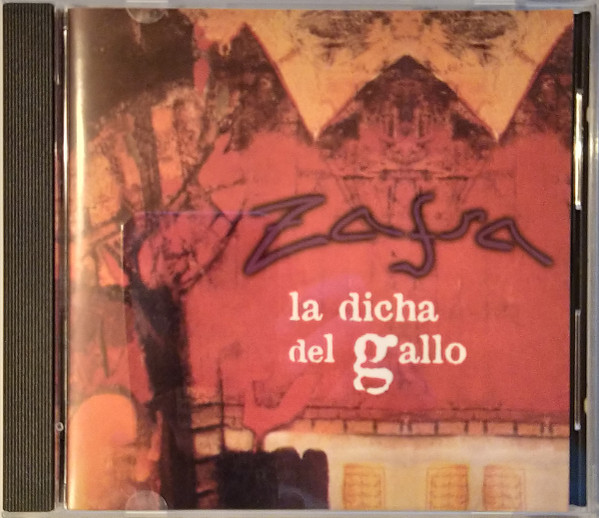 Zafra
la dicha
del gallo